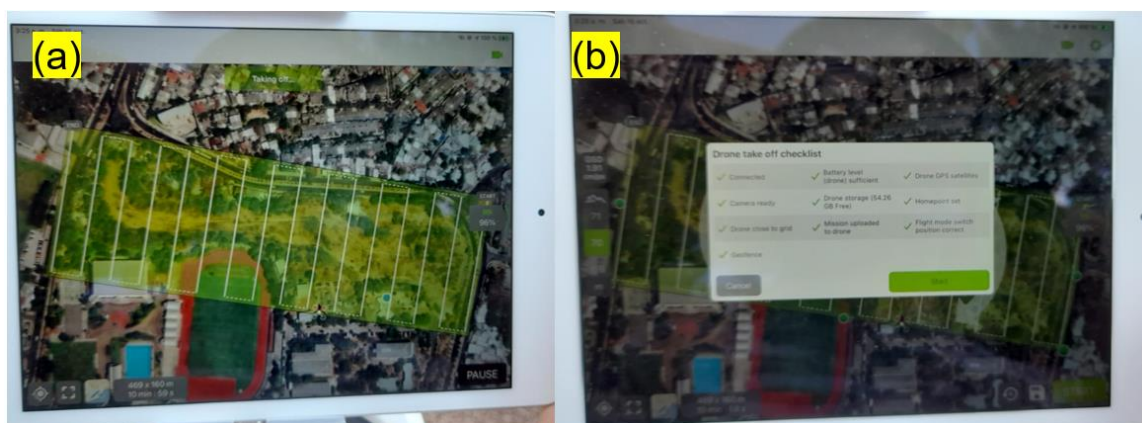 (a)
Taking off...
96%
PAUSE
469 x 160 m
10 min : 59 s
(b)
Drone take off checklist
Connected
Battery level
(drone) sufficient
Drone GPS satellites
Camera ready
Drone storage (54.26
GB Free)
Homepoint set
Drone close to grid
Mission uploaded
to drone
Flight-mode switch
position correct
Geofence
Cancel
Start
70